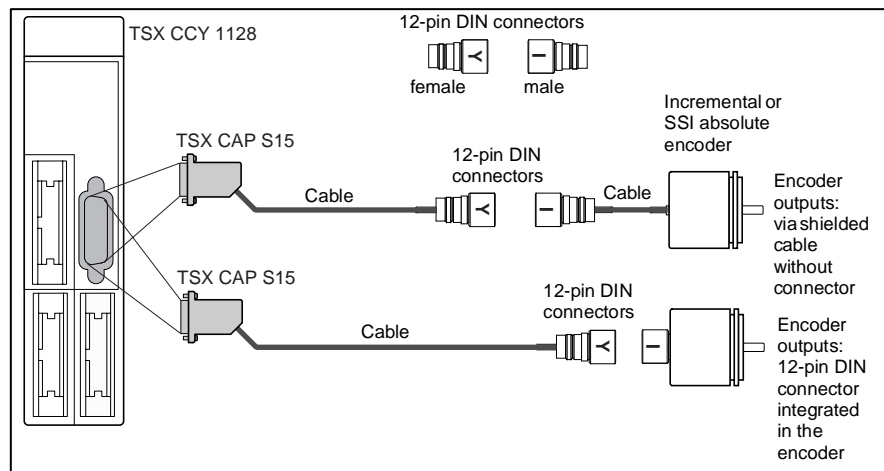 TSX CCY 1128
12-pin DIN connectors
female
male
Incremental or
SSI absolute
encoder
TSX CAP S15
12-pin DIN
connectors
Cable
Cable
Encoder
outputs:
via shielded
cable
without
connector
TSX CAP S15
12-pin DIN
connectors
Cable
Encoder
outputs:
12-pin DIN
connector
integrated
in the
encoder